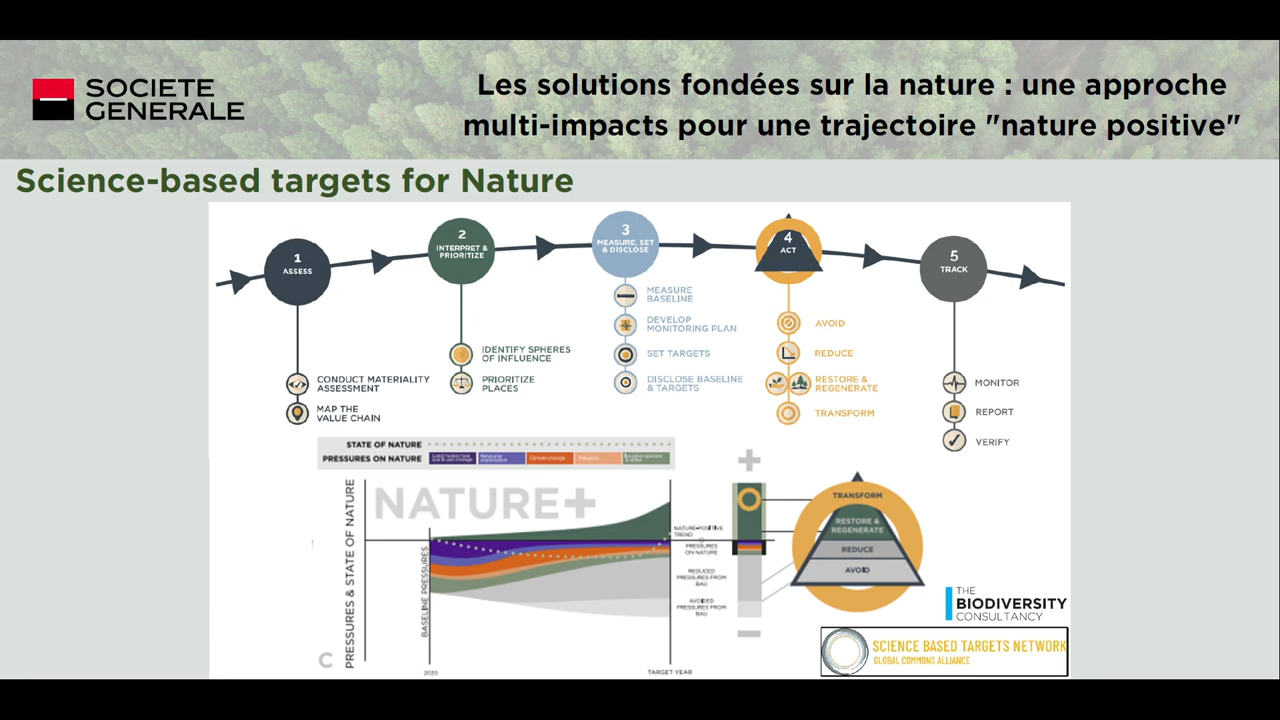 SOCIETE
GENERALE
Les solutions fondées sur la nature : une approche
multi-impacts pour une trajectoire "nature positive"
Science-based targets for Nature
1
ASSESS
2
INTERPRET &
PRIORITIZE
3
MEASURE, SET
& DISCLOSE
4
ACT
5
TRACK
CONDUCT MATERIALITY
ASSESSMENT
MAP THE
VALUE CHAIN
IDENTIFY SPHERES
OF INFLUENCE
PRIORITIZE
PLACES
MEASURE
BASELINE
DEVELOP
MONITORING PLAN
SET TARGETS
DISCLOSE BASELINE
& TARGETS
AVOID
REDUCE
RESTORE &
REGENERATE
TRANSFORM
MONITOR
REPORT
VERIFY
STATE OF NATURE
PRESSURES ON NATURE
Climate change
NATURE+
PRESSURES & STATE OF NATURE
BASELINE PRESSURES
2020
TARGET YEAR
NATURE-POSITIVE
TREND
PRESSURES
ON NATURE
REDUCED
PRESSURES FROM
BAU
AVOIDED
PRESSURES FROM
BAU
+
TRANSFORM
RESTORE &
REGENERATE
REDUCE
AVOID
C
THE
BIODIVERSITY
CONSULTANCY
SCIENCE BASED TARGETS NETWORK
GLOBAL COMMONS ALLIANCE